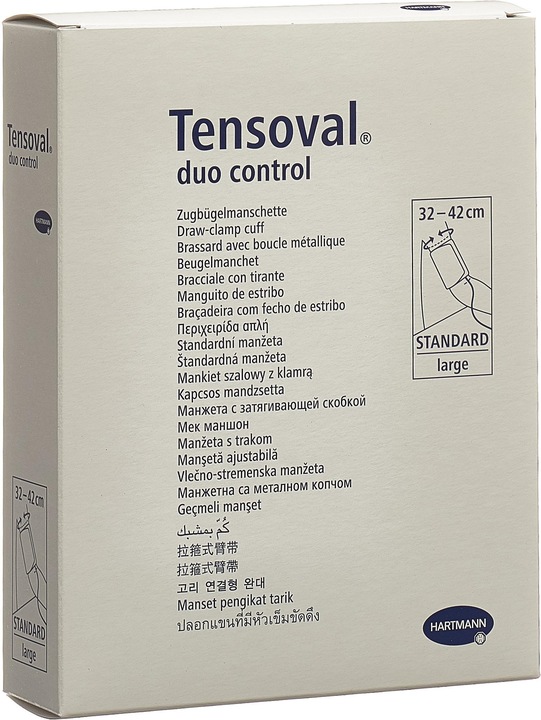 HARTMANN
Tensoval®
duo control
Zugbügelmanschette
Draw-clamp cuff
Brassard avec boucle métallique
Beugelmanchet
Bracciale con tirante
Manguito de estribo
Braçadeira com fecho de estribo
Περιχειρίδα απλή
Standardní manžeta
Štandardná manžeta
Mankiet szalowy z klamrą
Kapcsos mandzsetta
Манжета с затягивающей скобкой
Мек маншон
Manžeta s trakom
Manşetă ajustabilă
Vlečno-stremenska manžeta
Манжетна са металном копчом
Geçmeli manşet
كُمّ بمشبك
拉箍式臂帶
拉箍式臂带
고리 연결형 완대
Manset pengikat tarik
ปลอกแขนที่มีหัวเข็มขัดดึง
32 – 42 cm
STANDARD
large
HARTMANN
Tensoval®
duo control
HARTMANN
32 – 42 cm
STANDARD
large